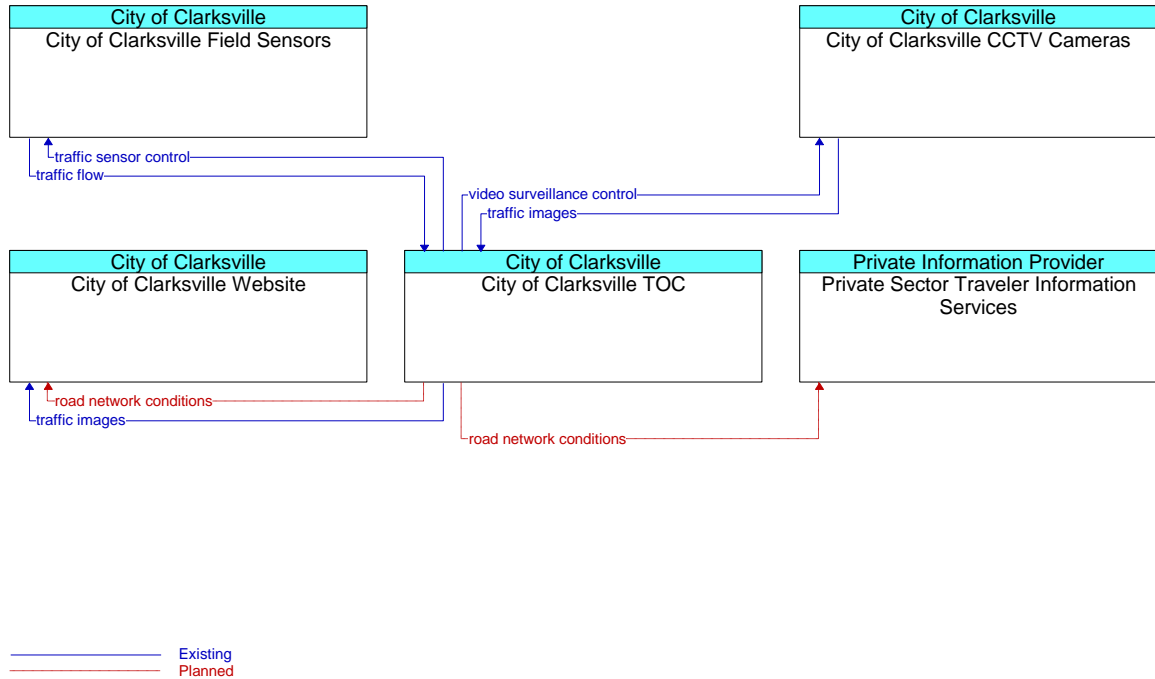 City of Clarksville
City of Clarksville Field Sensors
City of Clarksville
City of Clarksville CCTV Cameras
traffic sensor control
traffic flow
video surveillance control
traffic images
City of Clarksville
City of Clarksville Website
City of Clarksville
City of Clarksville TOC
Private Information Provider
Private Sector Traveler Information
Services
road network conditions
traffic images
road network conditions
Existing
Planned